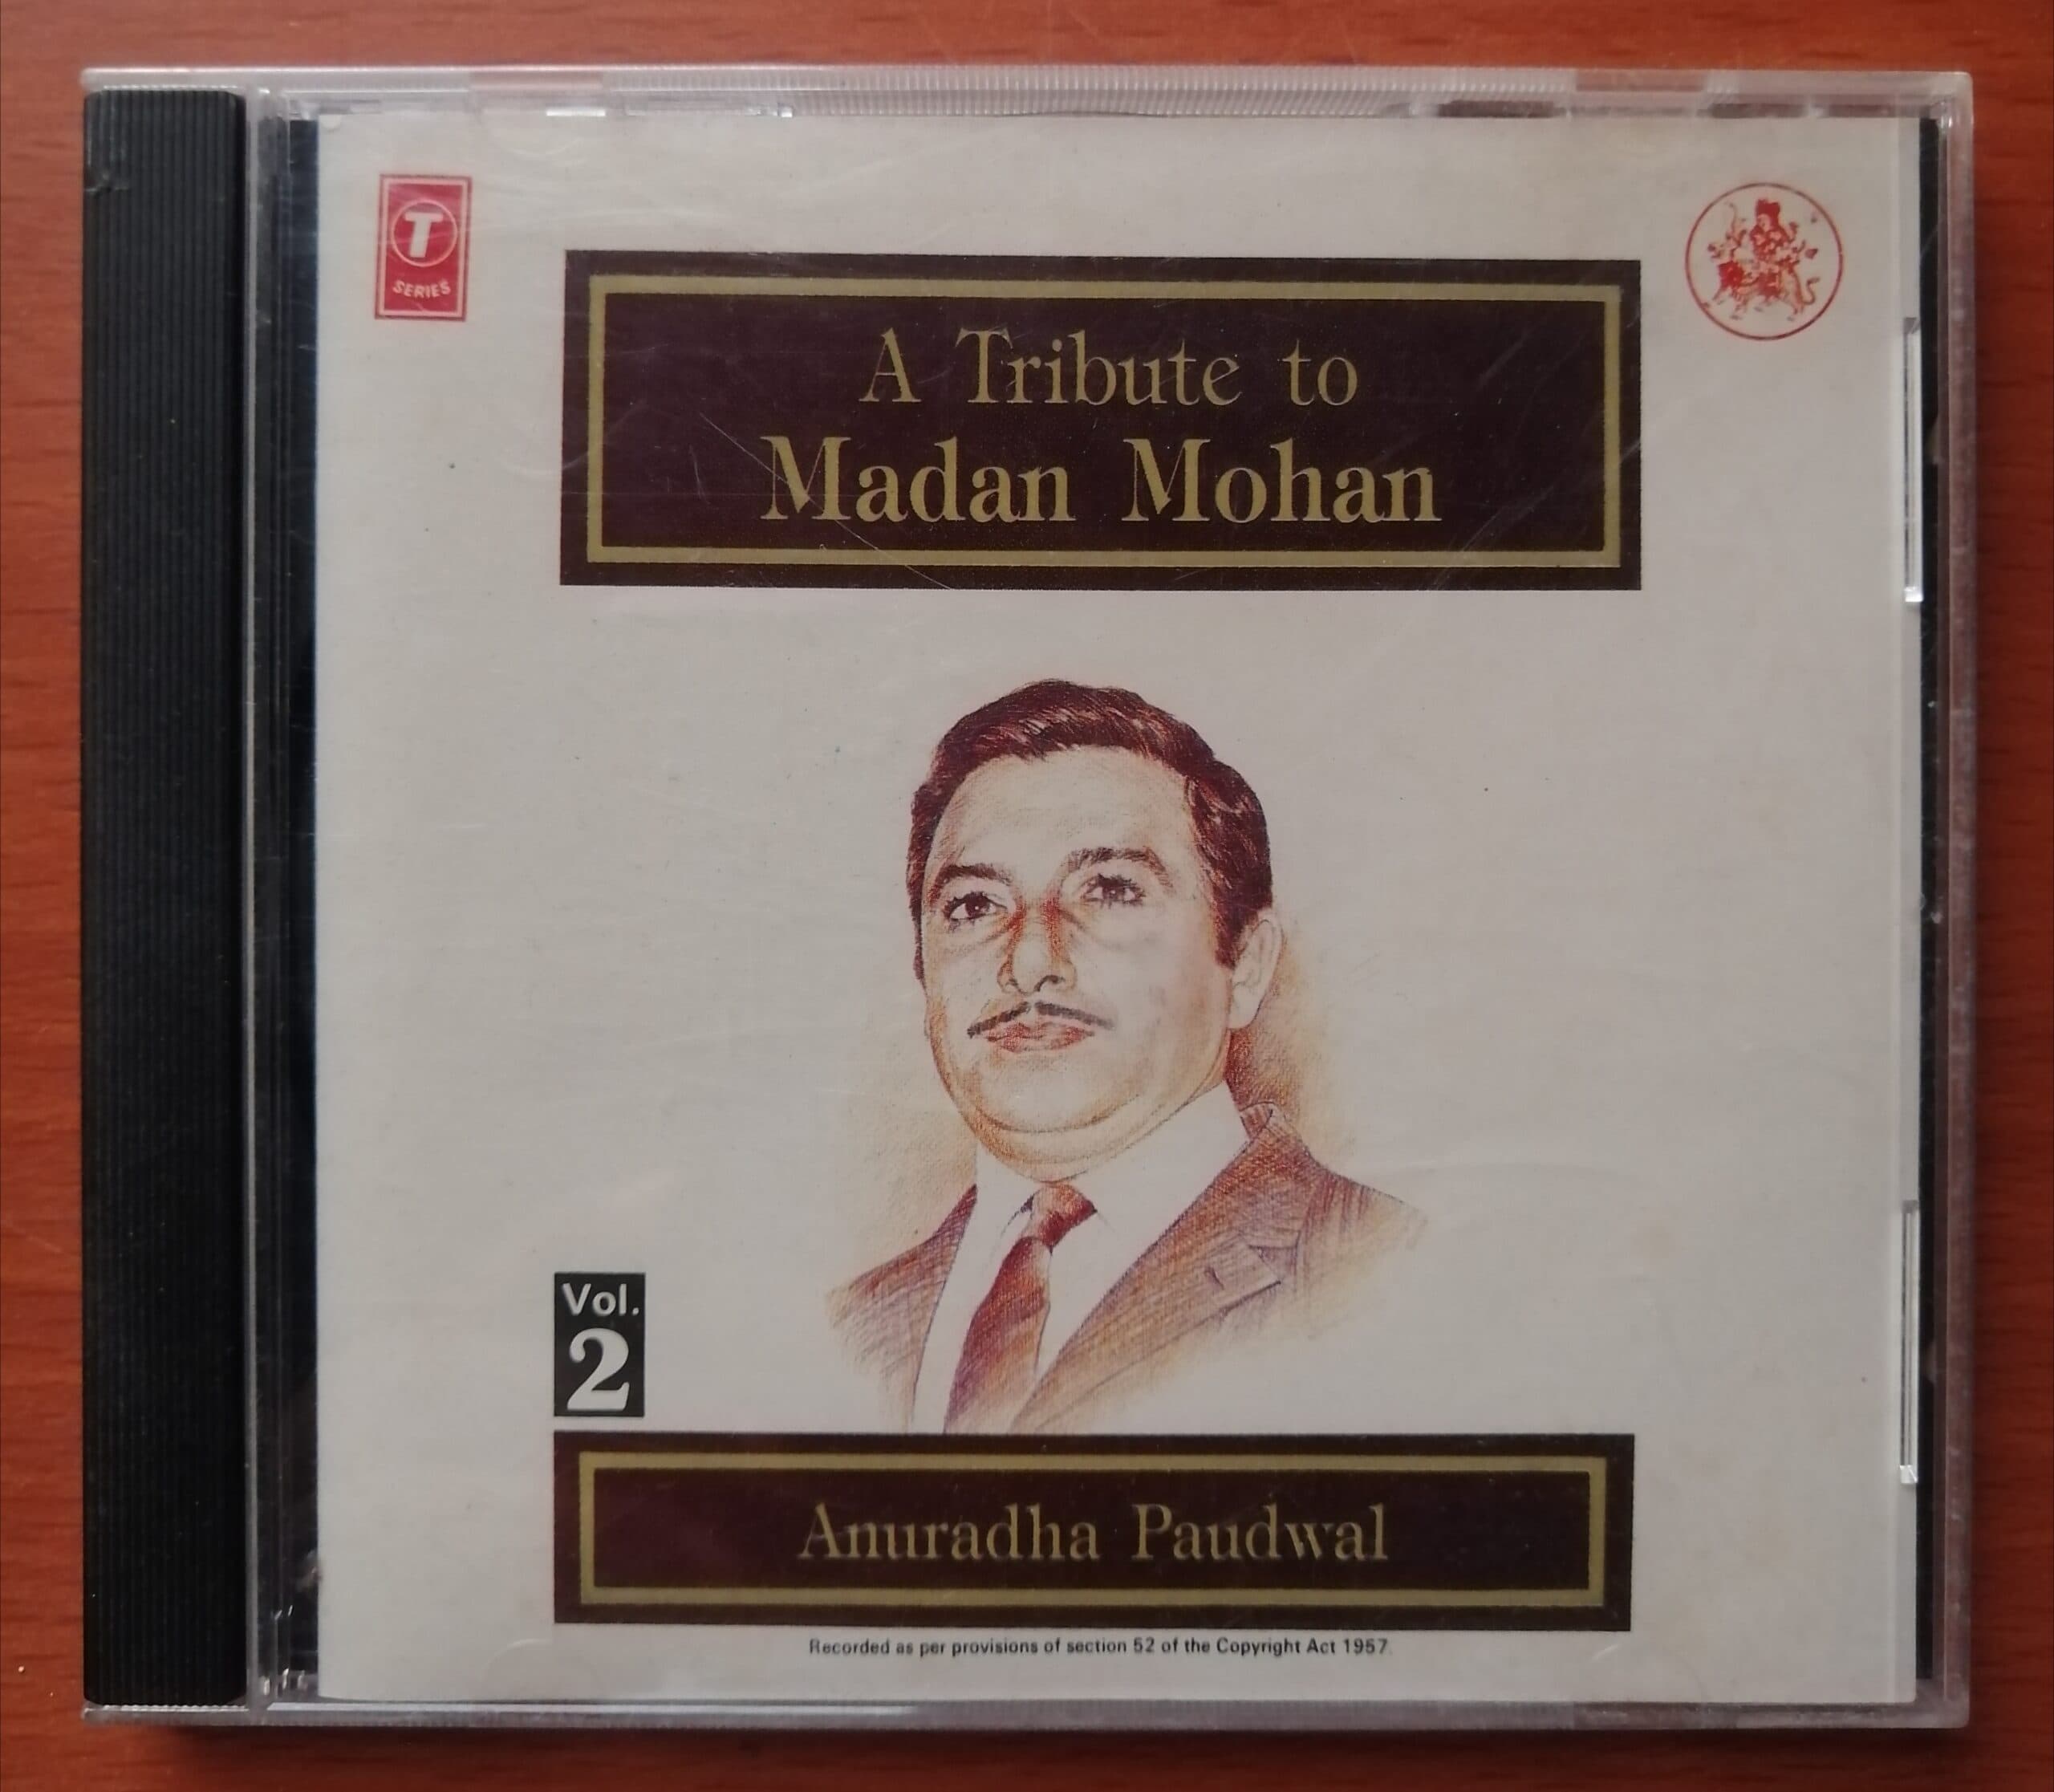 T
SERIES
A Tribute to
Madan Mohan
Vol.
2
Anuradha Paudwal
Recorded as per provisions of section 52 of the Copyright Act 1957.